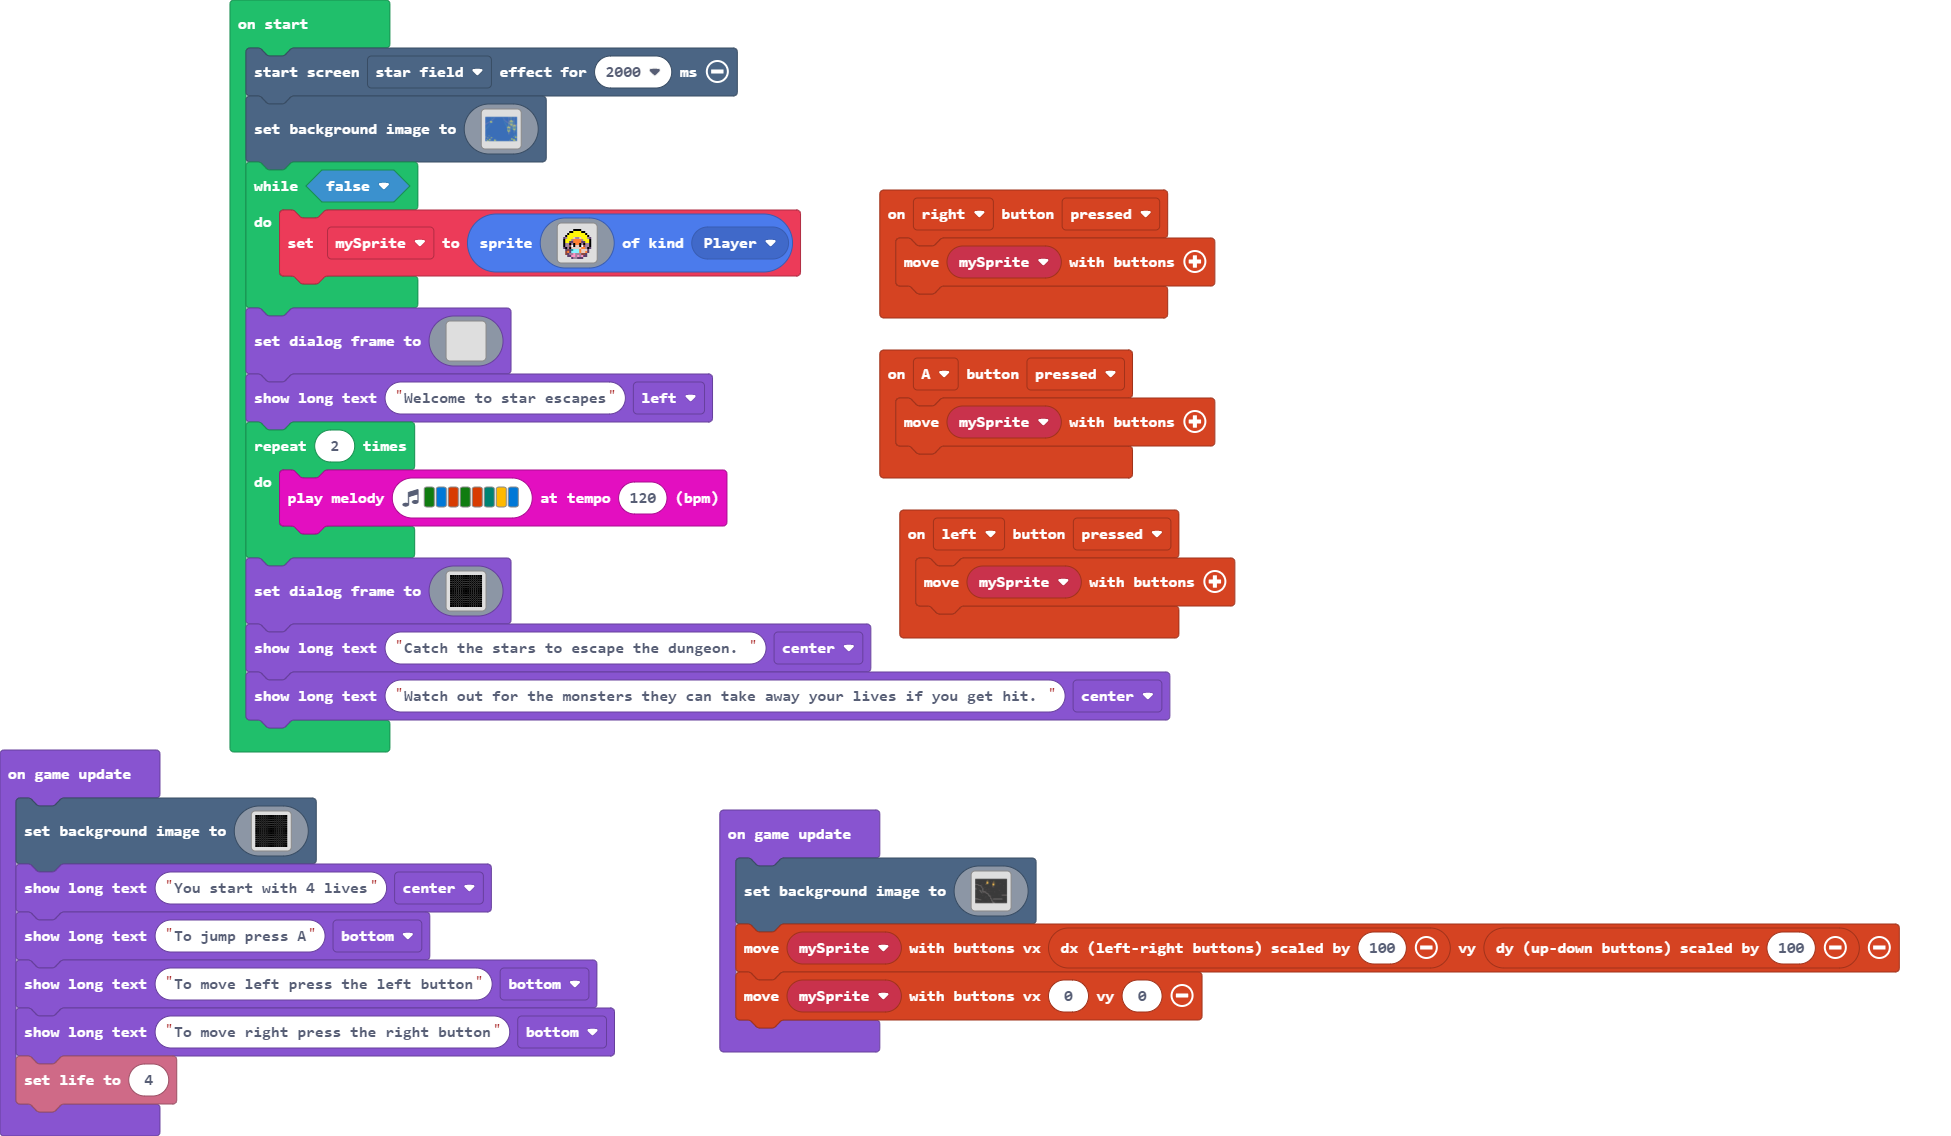 on start
start screen star field effect for 2000 ms
set background image to
while false
do
set mySprite to sprite of kind Player
set dialog frame to
show long text "Welcome to star escapes" left
repeat 2 times
do
play melody at tempo 120 (bpm)
set dialog frame to
show long text "Catch the stars to escape the dungeon. " center
show long text "Watch out for the monsters they can take away your lives if you get hit. " center
on right button pressed
move mySprite with buttons
on A button pressed
move mySprite with buttons
on left button pressed
move mySprite with buttons
on game update
set background image to
show long text "You start with 4 lives" center
show long text "To jump press A" bottom
show long text "To move left press the left button" bottom
show long text "To move right press the right button" bottom
set life to 4
on game update
set background image to
move mySprite with buttons vx dx (left-right buttons) scaled by 100 vy dy (up-down buttons) scaled by 100
move mySprite with buttons vx 0 vy 0